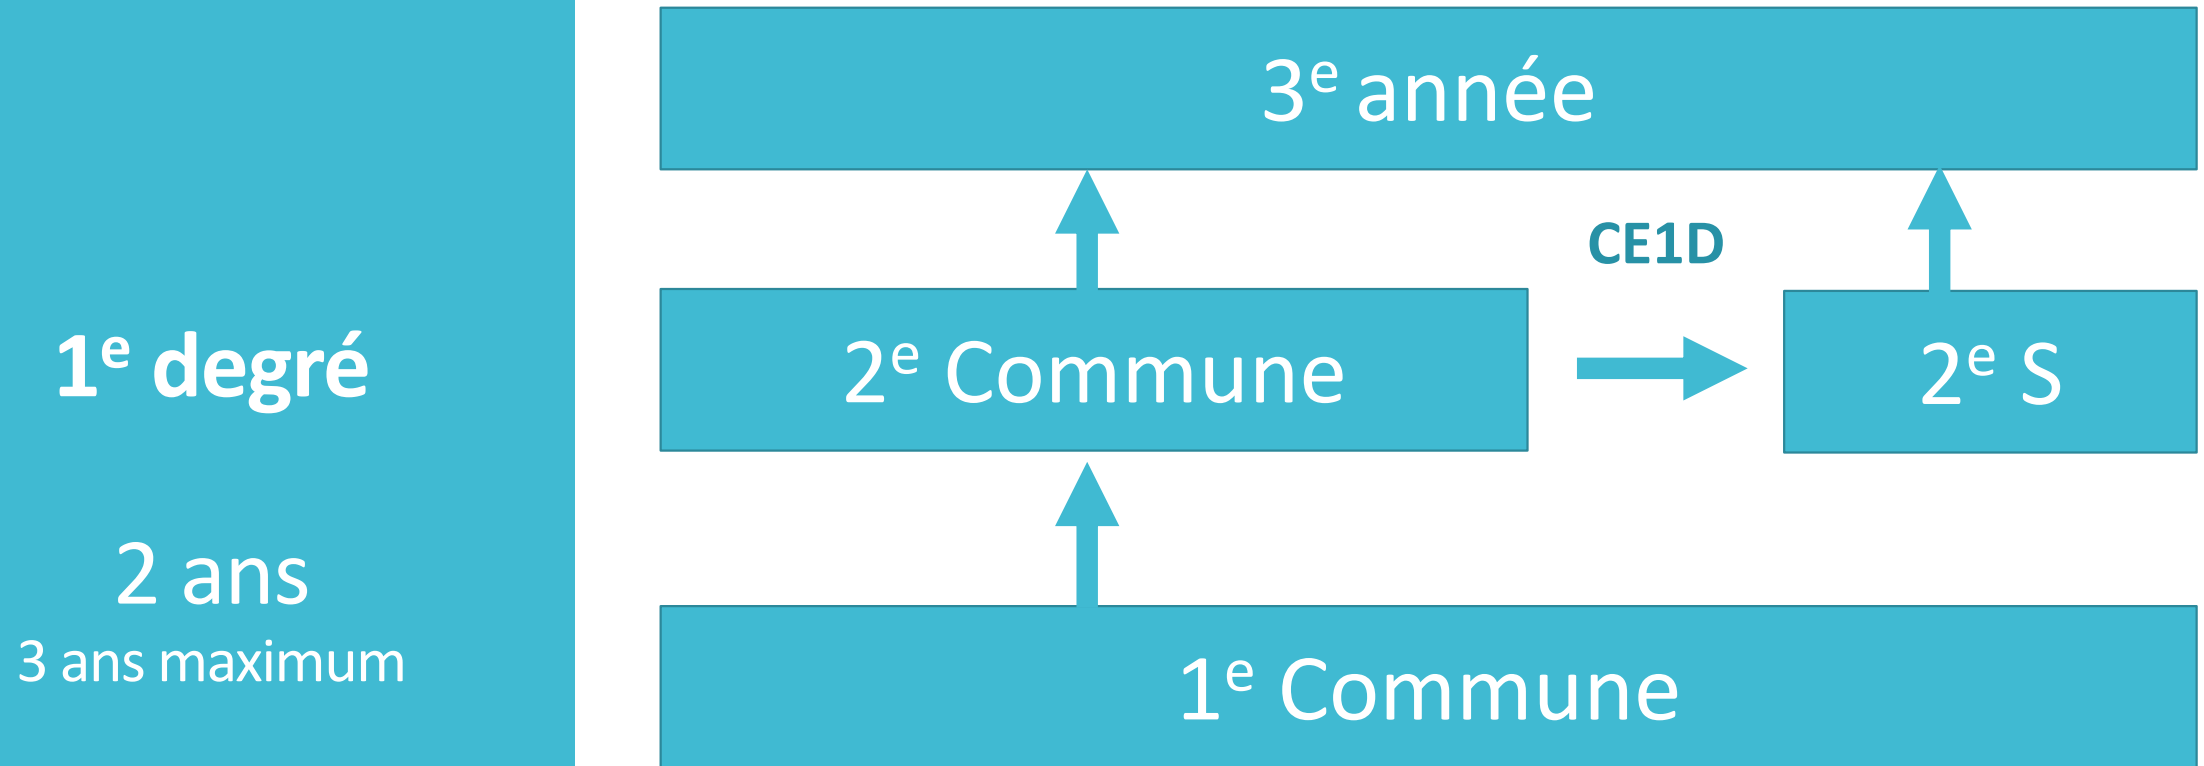 1e degré
2 ans
3 ans maximum
3e année
CE1D
2e Commune
2e S
1e Commune